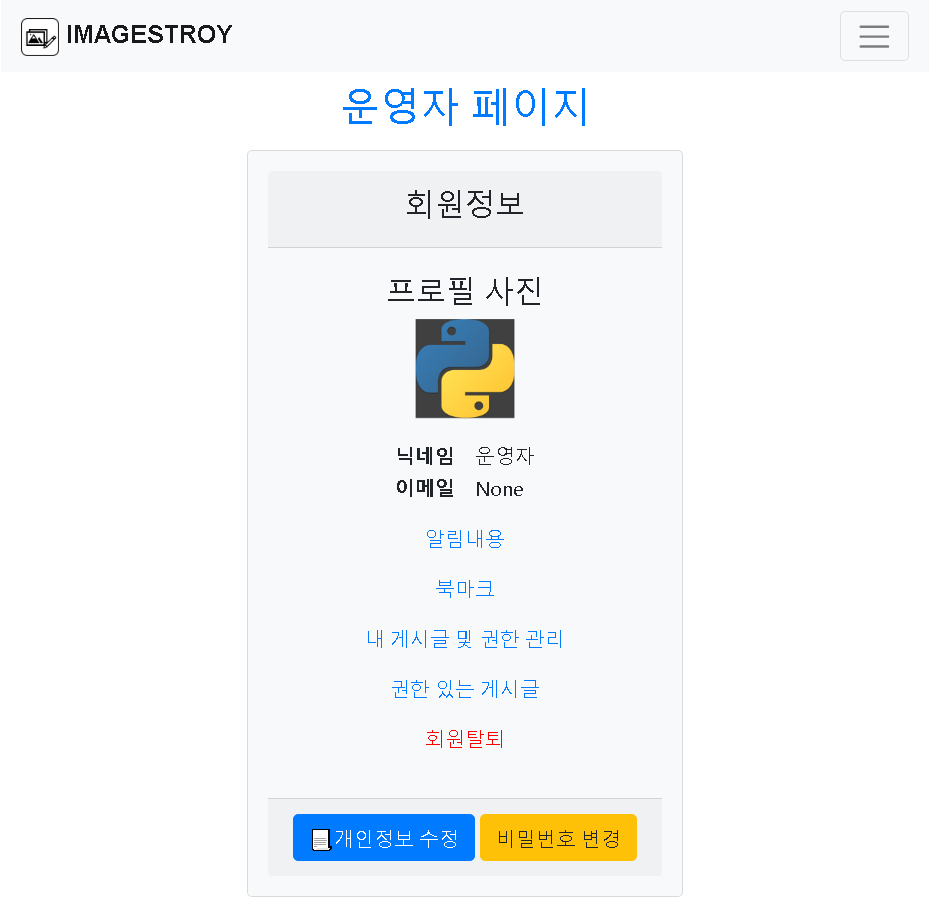 IMAGESTROY
운영자 페이지
회원정보
프로필 사진
닉네임 운영자
이메일 None
알림내용
북마크
내 게시글 및 권한 관리
권한 있는 게시글
회원탈퇴
개인정보 수정 비밀번호 변경